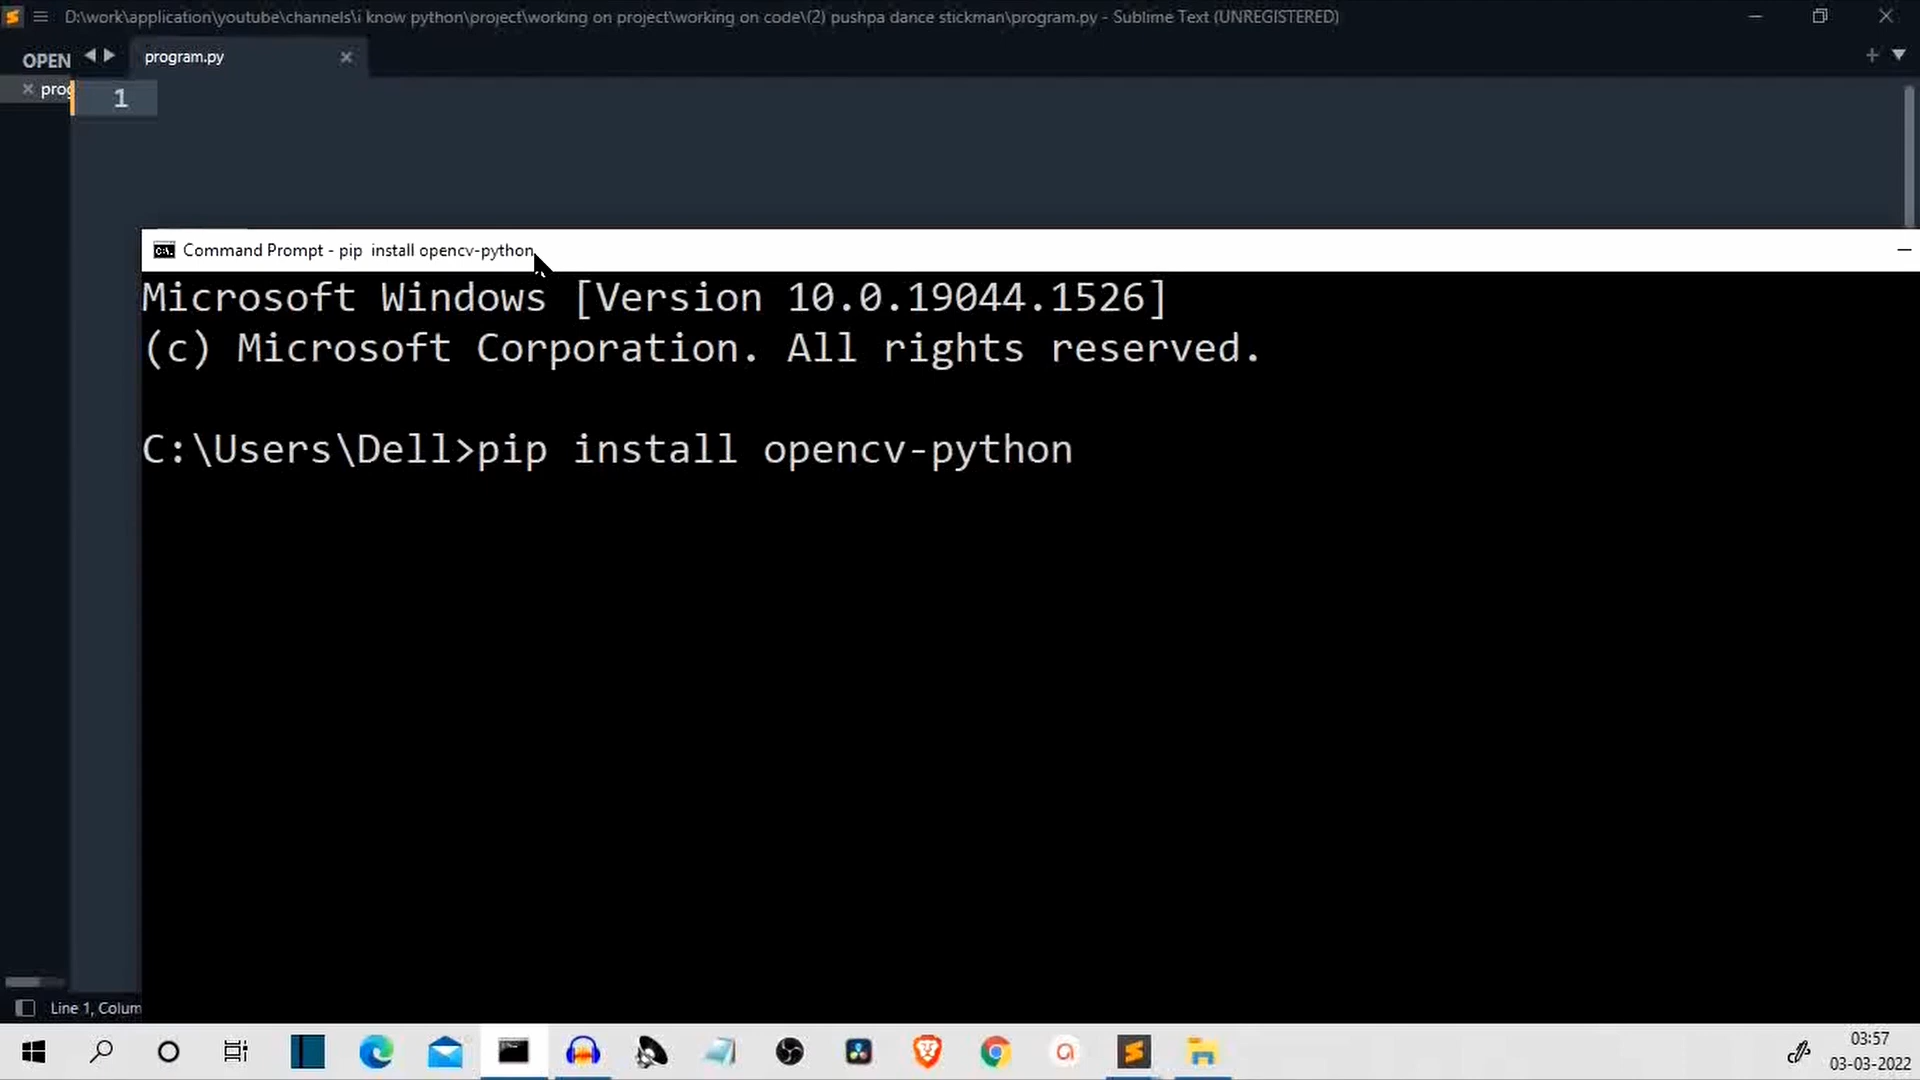 D:\work\application\youtube\channels\i know python\project\working on project\working on code\(2) pushpa dance stickman\program.py - Sublime Text (UNREGISTERED)
OPEN
program.py
prog
1
Command Prompt - pip  install opencv-python
Microsoft Windows [Version 10.0.19044.1526]
(c) Microsoft Corporation. All rights reserved.
C:\Users\Dell>pip install opencv-python
Line 1, Colum
03:57
03-03-2022